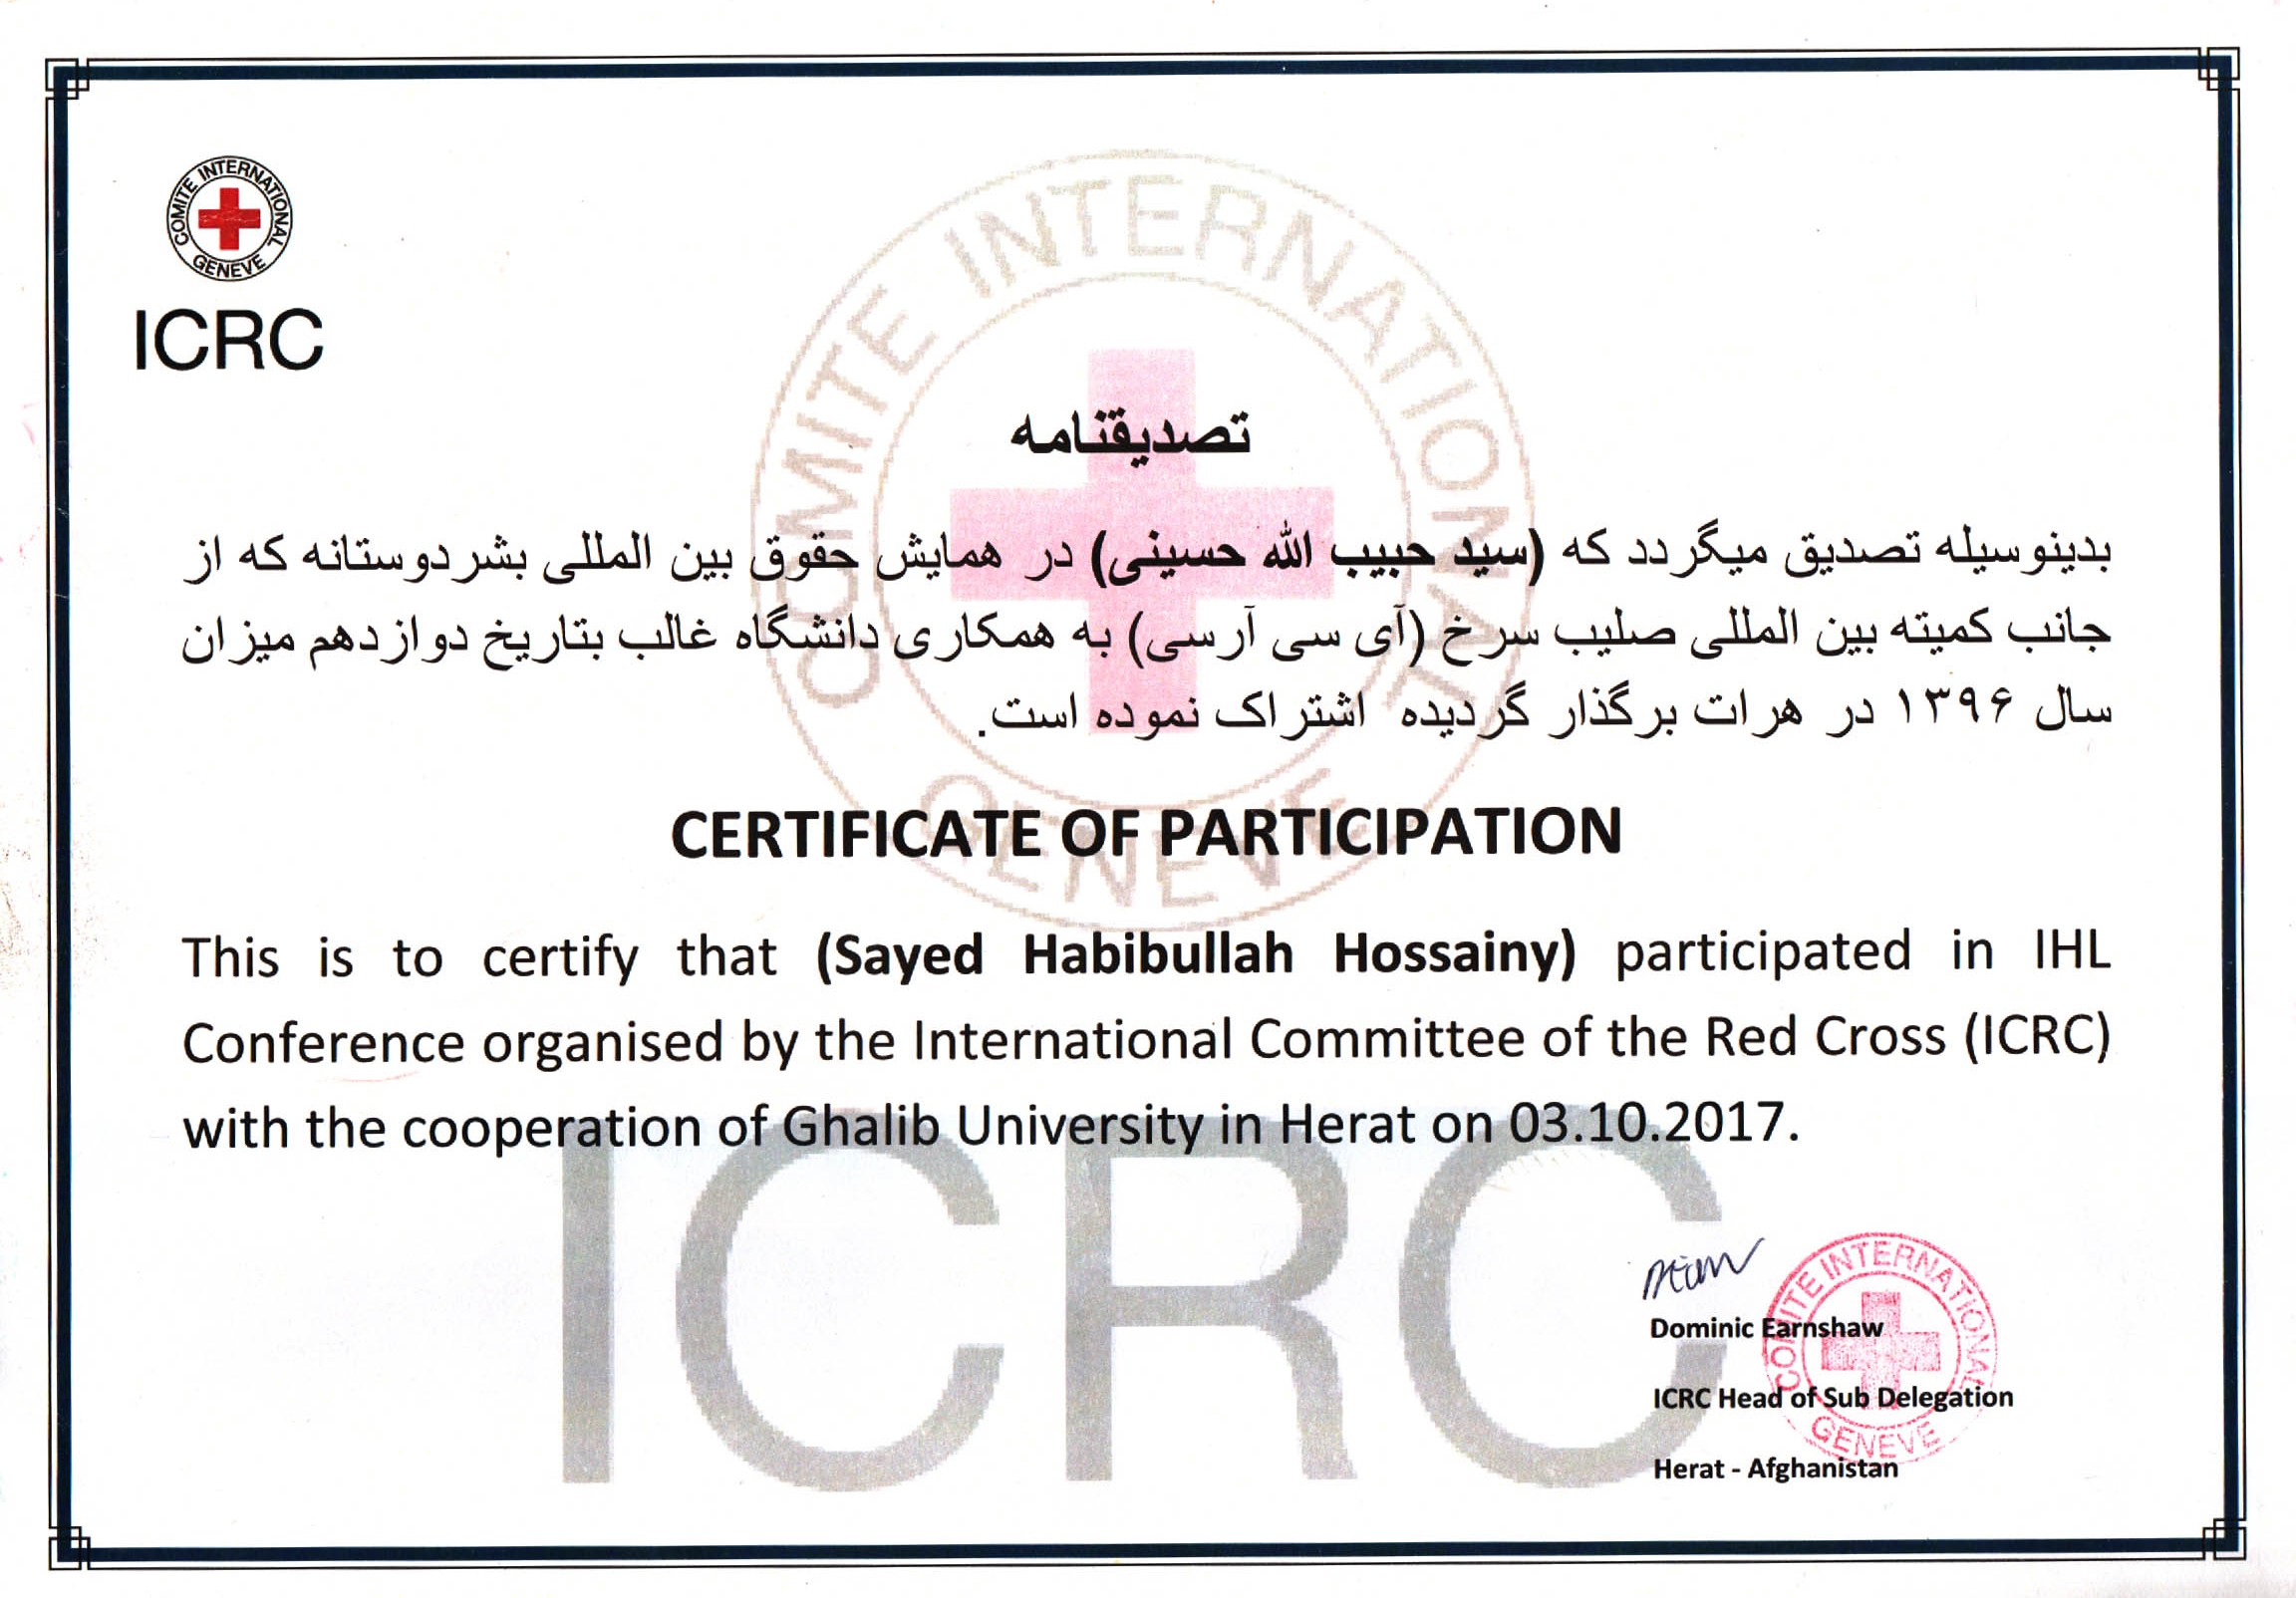 COMITE INTERNATIONAL GENEVE
ICRC
COMITE INTERNATIONAL GENEVE
تصدیقنامه
بدینوسیله تصدیق میگردد که (سید حبیب الله حسینی) در همایش حقوق بین المللی بشردوستانه که از
جانب کمیته بین المللی صلیب سرخ (آی سی آرسی) به همکاری دانشگاه غالب بتاریخ دوازدهم میزان
سال ۱۳۹۶ در هرات برگذار گردیده اشتراک نموده است.
CERTIFICATE OF PARTICIPATION
This is to certify that (Sayed Habibullah Hossainy) participated in IHL
Conference organised by the International Committee of the Red Cross (ICRC)
with the cooperation of Ghalib University in Herat on 03.10.2017.
ICRC
COMITE INTERNATIONAL GENEVE
Dominic Earnshaw
ICRC Head of Sub Delegation
Herat - Afghanistan